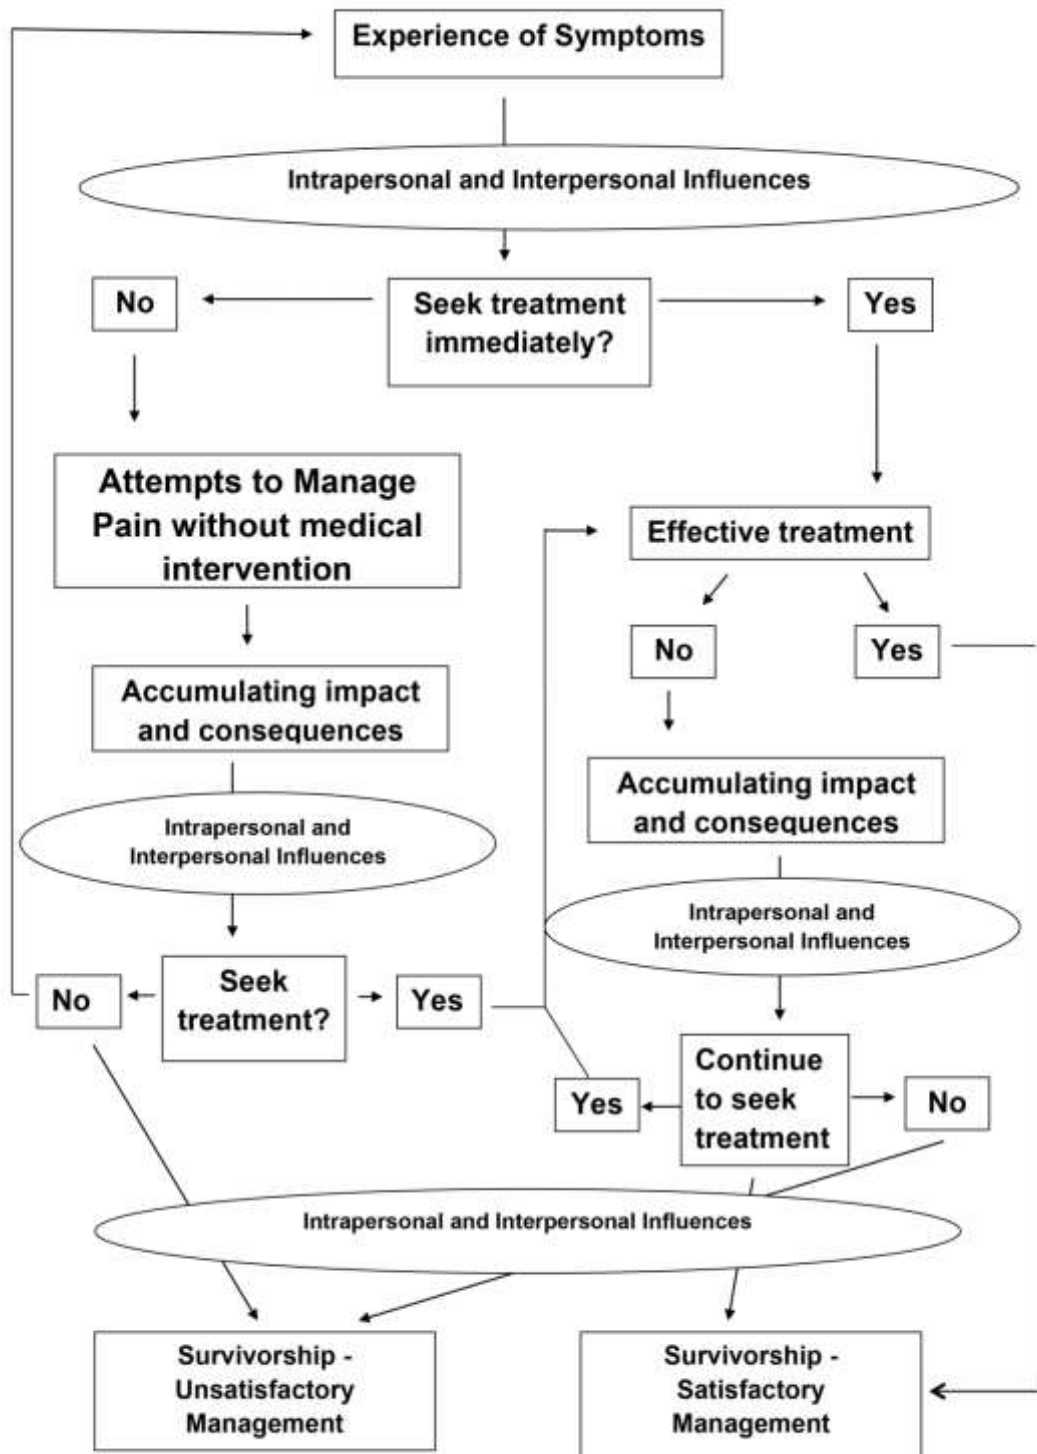 Experience of Symptoms
Intrapersonal and Interpersonal Influences
No
Seek treatment
immediately?
Yes
Attempts to Manage
Pain without medical
intervention
Effective treatment
No
Yes
Accumulating impact
and consequences
Accumulating impact
and consequences
Intrapersonal and
Interpersonal Influences
Intrapersonal and
Interpersonal Influences
No
Seek
treatment?
Yes
Continue
to seek
treatment
Yes
No
Intrapersonal and Interpersonal Influences
Survivorship -
Unsatisfactory
Management
Survivorship -
Satisfactory
Management